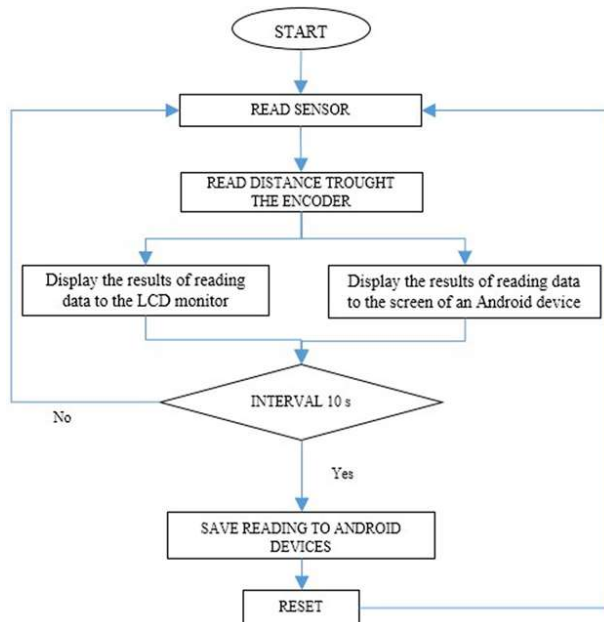 START
READ SENSOR
READ DISTANCE TROUGHT
THE ENCODER
Display the results of reading
data to the LCD monitor
Display the results of reading data
to the screen of an Android device
INTERVAL 10 s
No
Yes
SAVE READING TO ANDROID
DEVICES
RESET